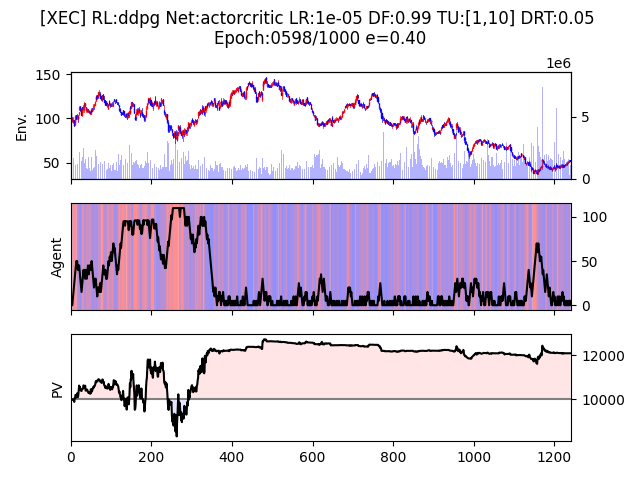 [XEC] RL:ddpg Net:actorcritic LR:1e-05 DF:0.99 TU:[1,10] DRT:0.05
Epoch:0598/1000 e=0.40
1e6
150
100
50
Env.
5
0
Agent
100
50
0
PV
12000
10000
0 200 400 600 800 1000 1200